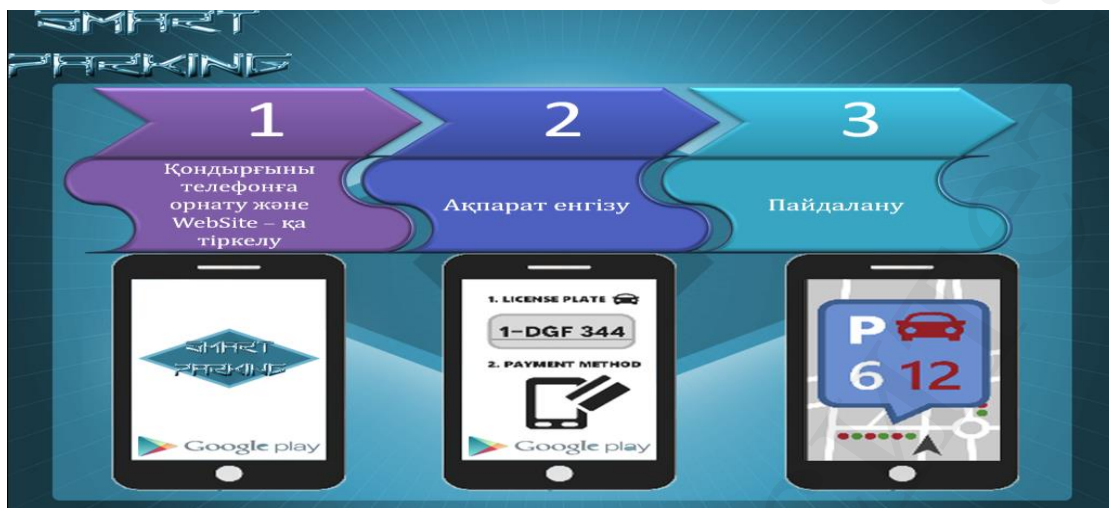 SMART
PARKING
1
2
3
Қондырғыны
телефонға
орнату және
WebSite – қа
тіркелу
Ақпарат енгізу
Пайдалану
SMART
PARKING
Google play
1. LICENSE PLATE
1-DGF 344
2. PAYMENT METHOD
Google play
P
6 12